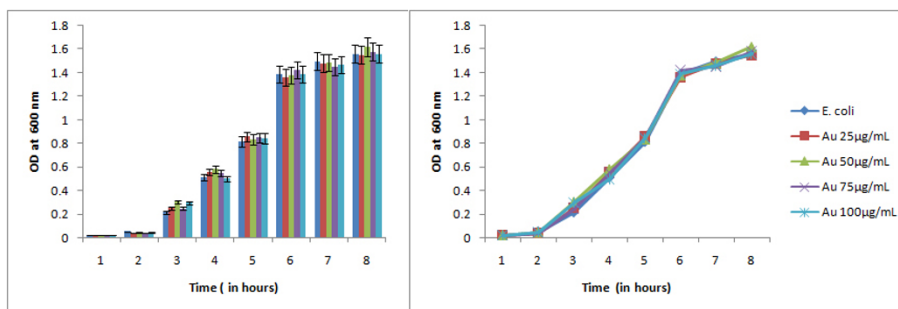 1.8
1.6
1.4
1.2
1
0.8
0.6
0.4
0.2
0
OD at 600 nm
1 2 3 4 5 6 7 8
Time ( in hours)
1.8
1.6
1.4
1.2
1
0.8
0.6
0.4
0.2
0
OD at 600 nm
1 2 3 4 5 6 7 8
Time (in hours)
E. coli
Au 25µg/mL
Au 50µg/mL
Au 75µg/mL
Au 100µg/mL